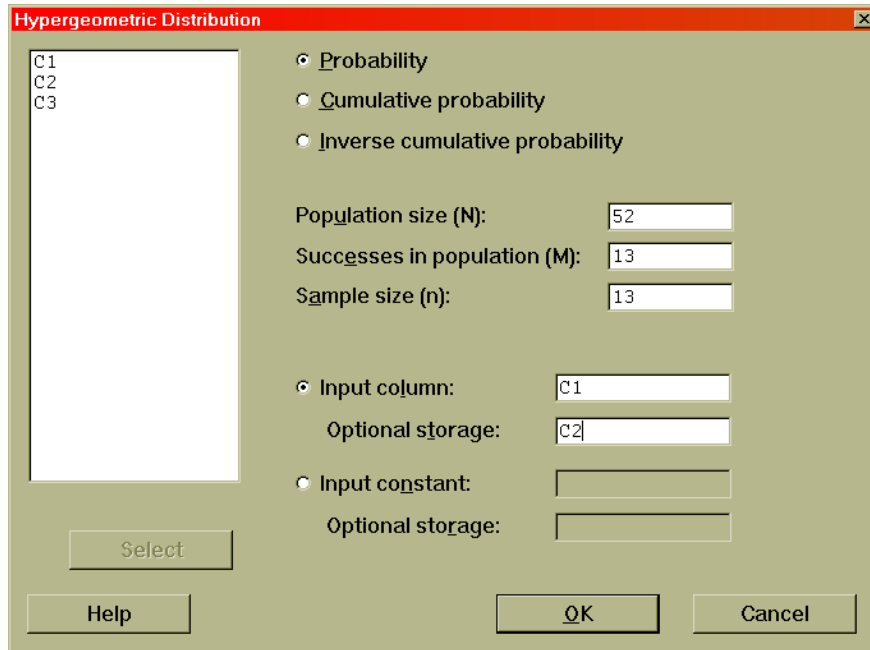 Hypergeometric Distribution
C1
C2
C3
Probability
Cumulative probability
Inverse cumulative probability
Population size (N): 52
Successes in population (M): 13
Sample size (n): 13
Input column: C1
Optional storage: C2
Input constant:
Optional storage:
Select
Help
OK
Cancel